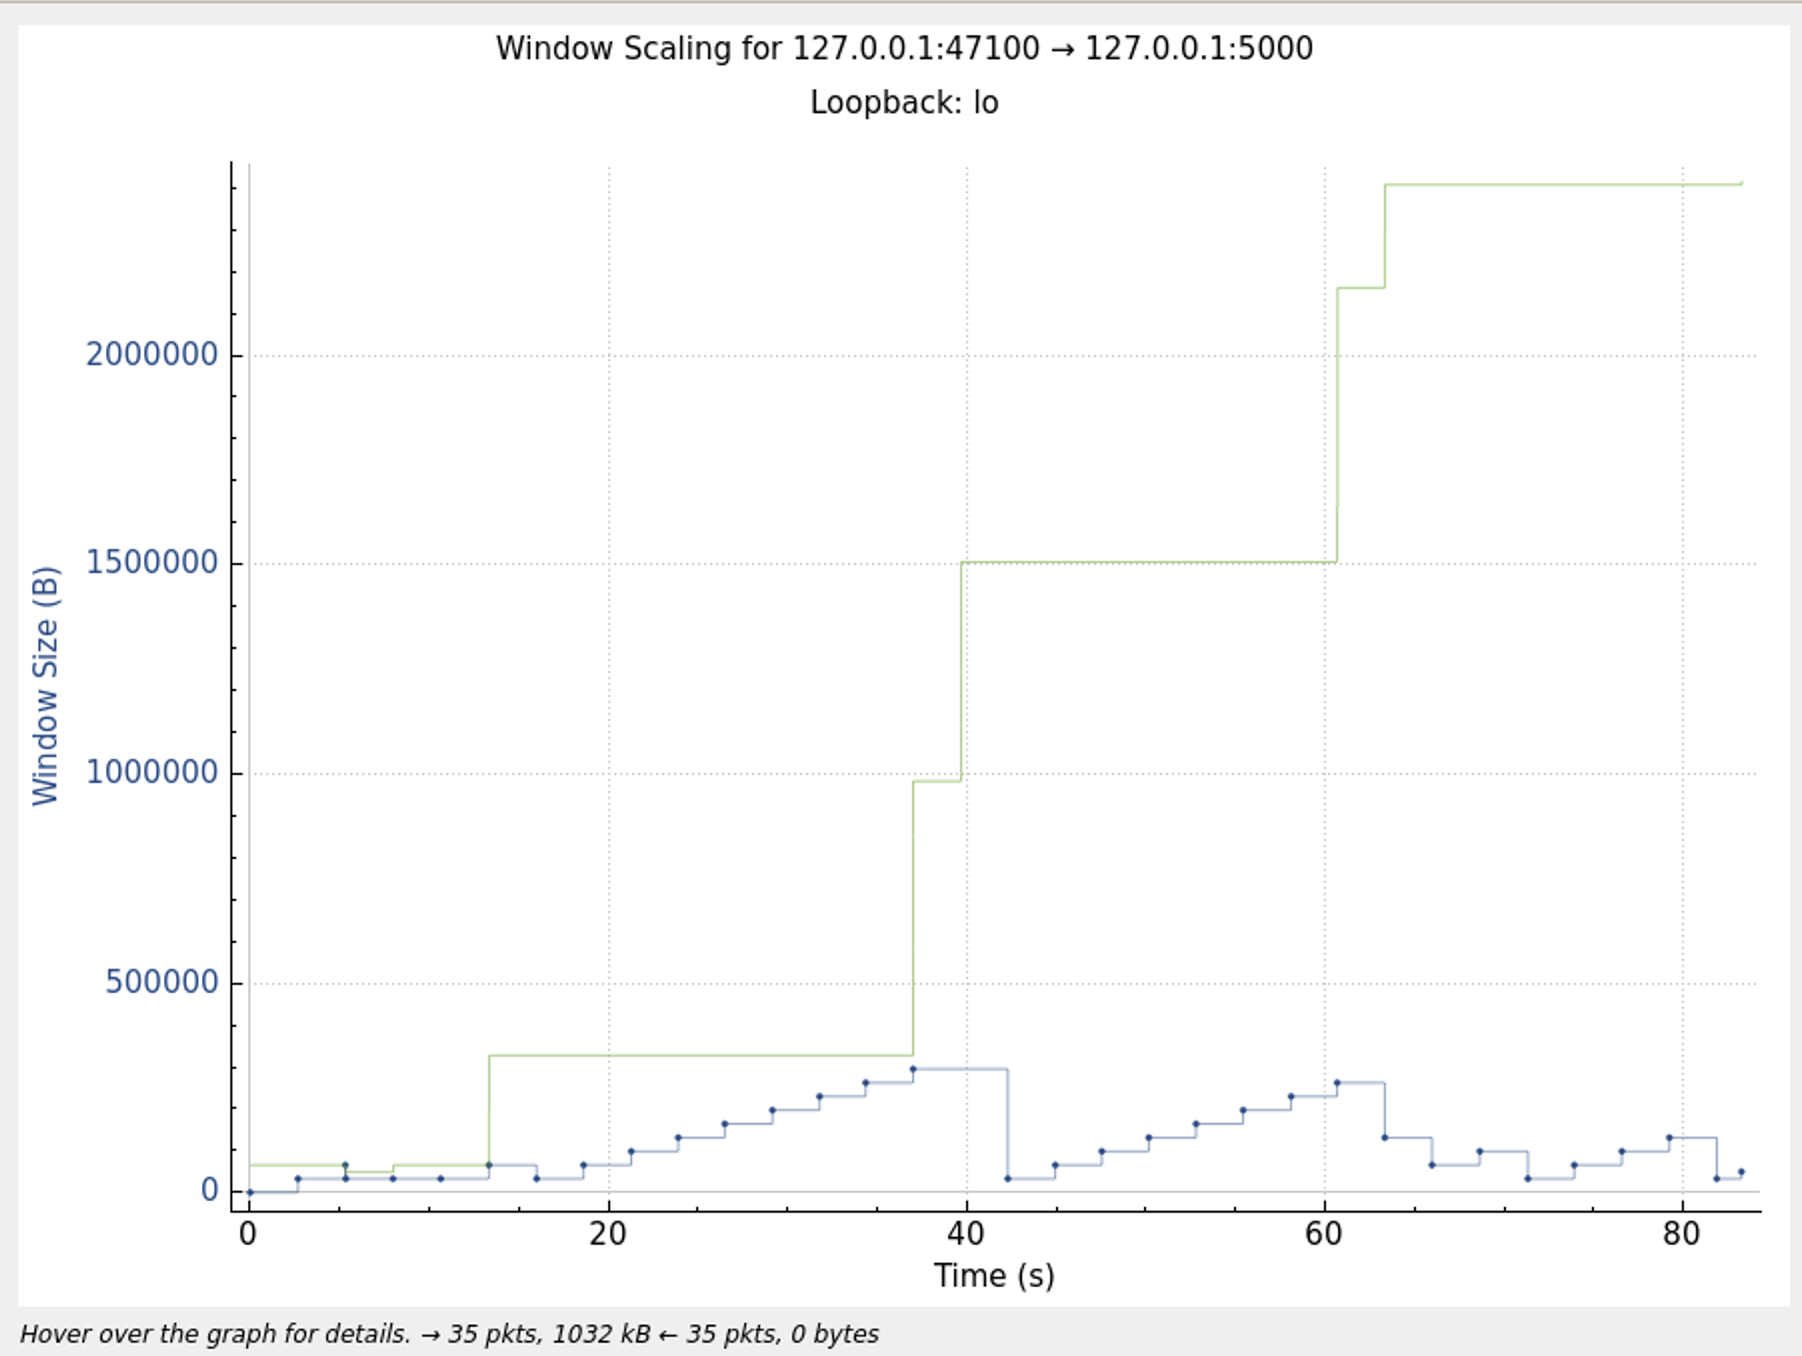 Window Scaling for 127.0.0.1:47100 → 127.0.0.1:5000
Loopback: lo
Window Size (B)
2000000
1500000
1000000
500000
0
0 20 40 60 80
Time (s)
Hover over the graph for details. → 35 pkts, 1032 kB ← 35 pkts, 0 bytes